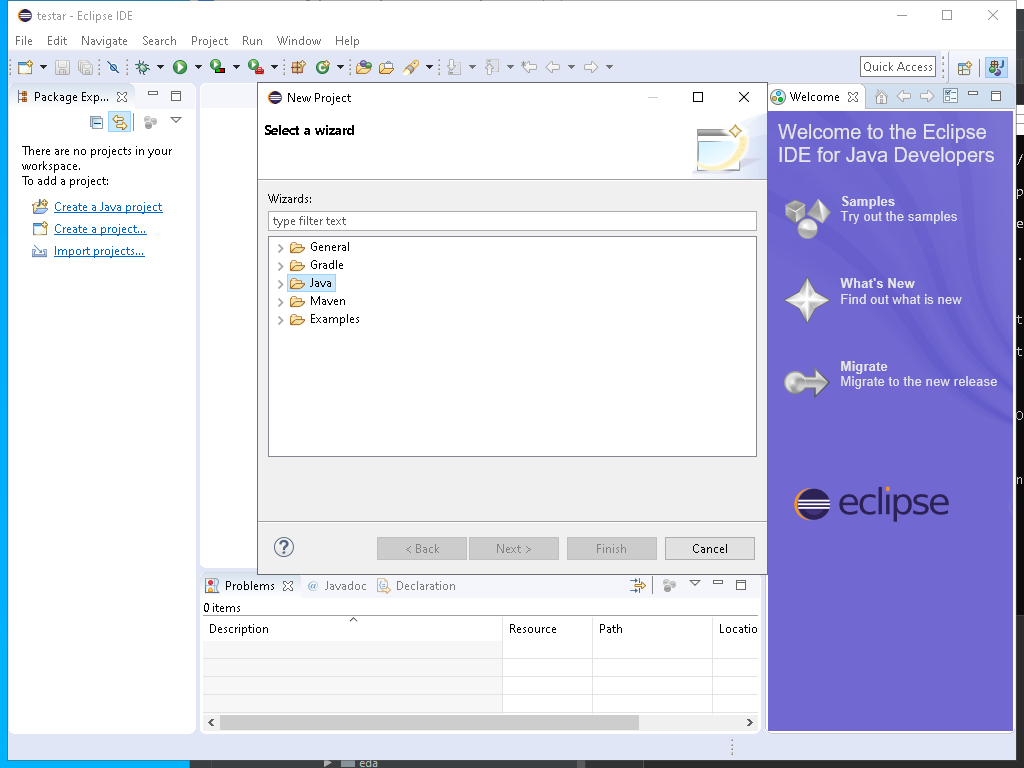 testar - Eclipse IDE
File Edit Navigate Search Project Run Window Help
Quick Access
Package Exp...
There are no projects in your
workspace.
To add a project:
Create a Java project
Create a project...
Import projects...
New Project
Select a wizard
Wizards:
type filter text
General
Gradle
Java
Maven
Examples
?
< Back Next > Finish Cancel
Welcome
Welcome to the Eclipse
IDE for Java Developers
Samples
Try out the samples
What's New
Find out what is new
Migrate
Migrate to the new release
eclipse
Problems @ Javadoc Declaration
0 items
Description Resource Path Locatio
eda